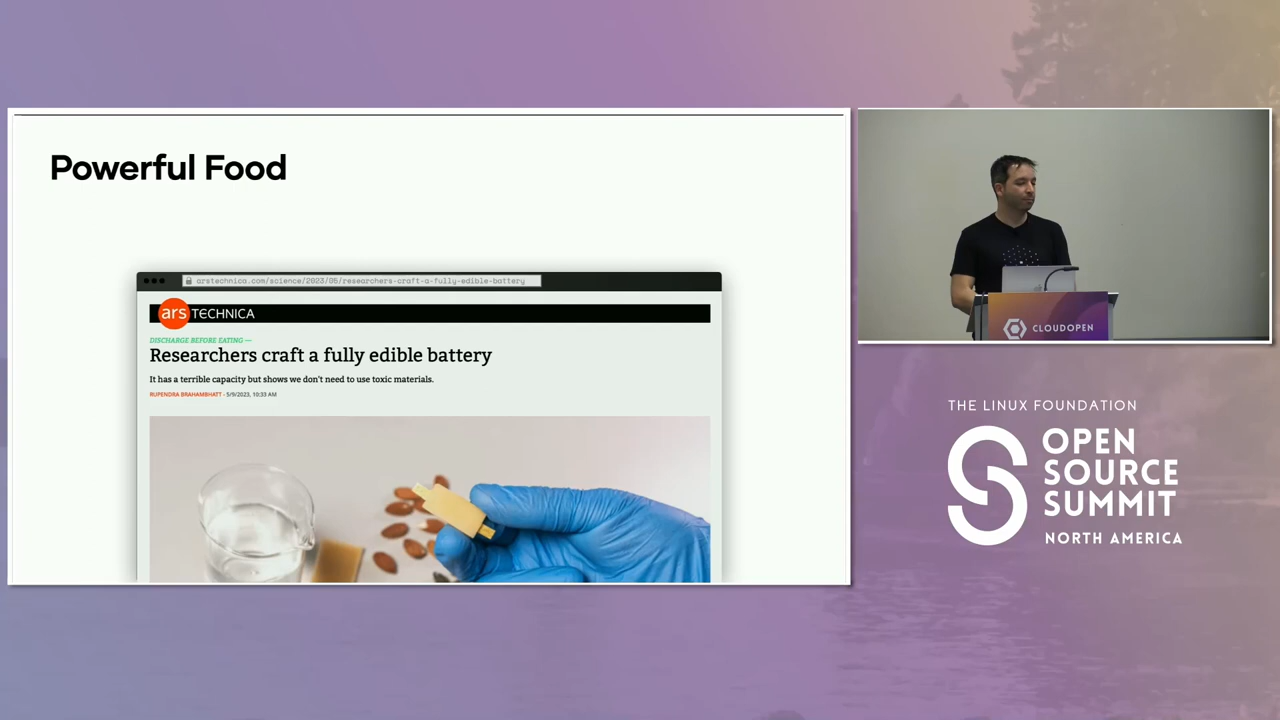 Powerful Food
arstechnica.com/science/2023/05/researchers-craft-a-fully-edible-battery
ars TECHNICA
DISCHARGE BEFORE EATING —
Researchers craft a fully edible battery
It has a terrible capacity but shows we don't need to use toxic materials.
RUPENDRA BRAHAMBHATT - 5/9/2023, 10:33 AM
CLOUDOPEN
THE LINUX FOUNDATION
OPEN
SOURCE
SUMMIT
NORTH AMERICA